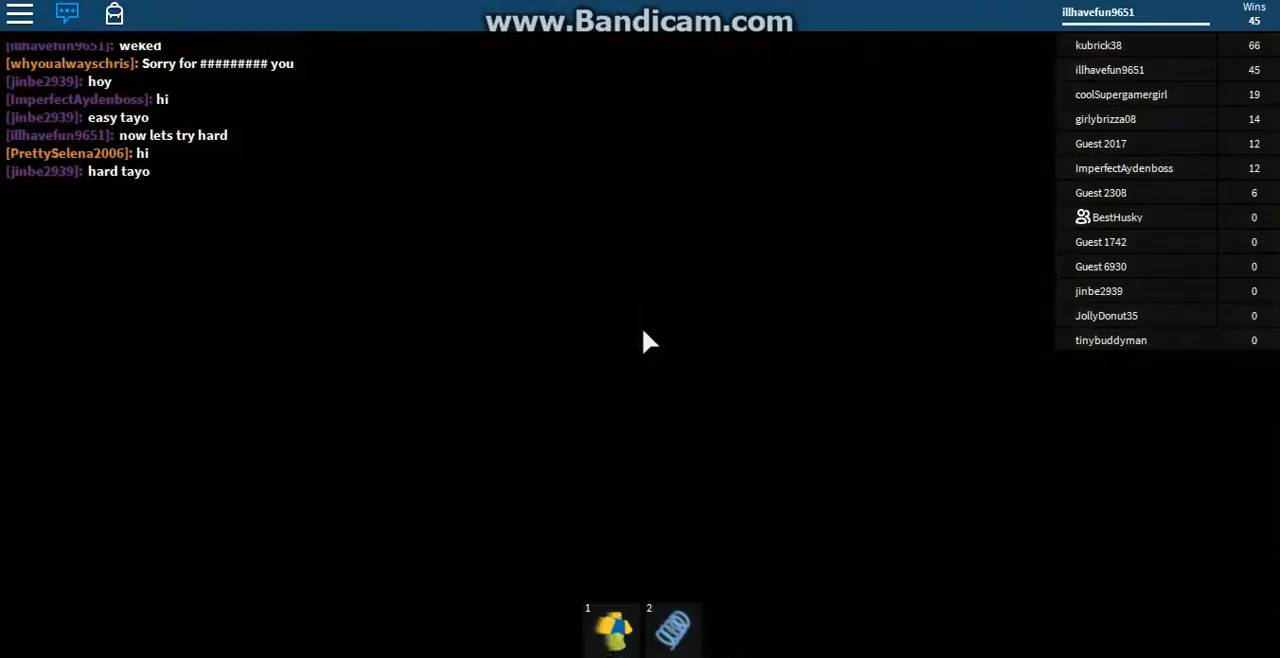 www.Bandicam.com
illhavefun9651
Wins
45
[illhavefun9651]: weked
[whyoualwayschris]: Sorry for ######### you
[jinbe2939]: hoy
[ImperfectAydenboss]: hi
[jinbe2939]: easy tayo
[illhavefun9651]: now lets try hard
[PrettySelena2006]: hi
[jinbe2939]: hard tayo
kubrick38 66
illhavefun9651 45
coolSupergamergirl 19
girlybrizza08 14
Guest 2017 12
ImperfectAydenboss 12
Guest 2308 6
BestHusky 0
Guest 1742 0
Guest 6930 0
jinbe2939 0
JollyDonut35 0
tinybuddyman 0
1 2